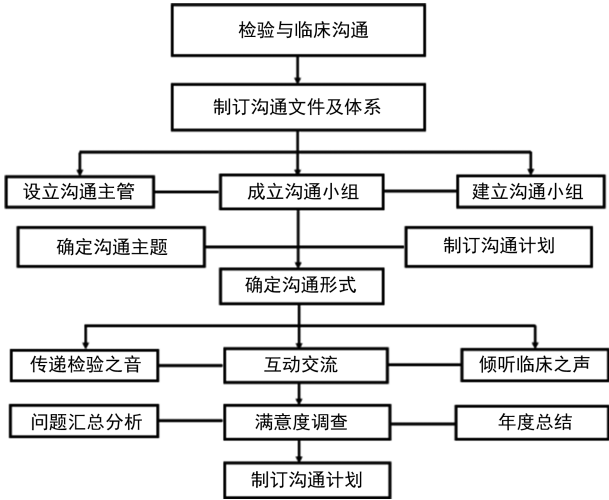 检验与临床沟通
制订沟通文件及体系
设立沟通主管
成立沟通小组
建立沟通小组
确定沟通主题
制订沟通计划
确定沟通形式
传递检验之音
互动交流
倾听临床之声
问题汇总分析
满意度调查
年度总结
制订沟通计划